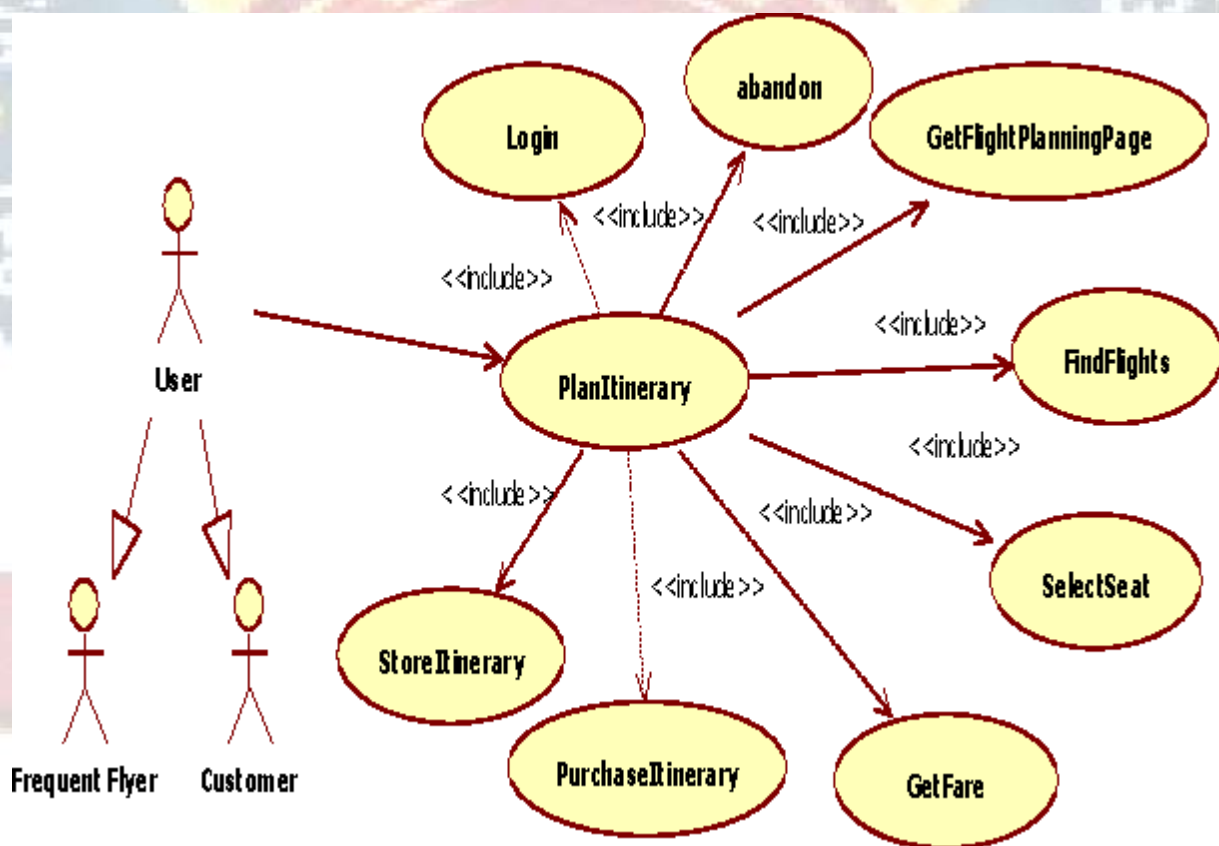 abandon
Login
GetFlightPlanningPage
<<include>>
<<include>>
<<include>>
<<include>>
User
PlanItinerary
FindFlights
<<include>>
<<include>>
<<include>>
<<include>>
SelectSeat
StoreItinerary
PurchaseItinerary
GetFare
Frequent Flyer
Customer